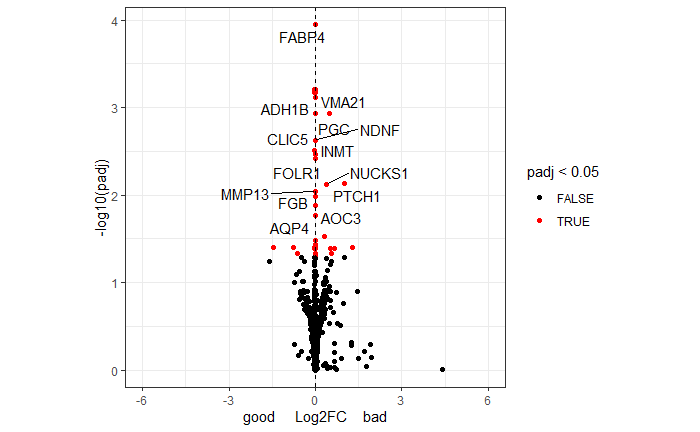 4
FABP4
3
VMA21
ADH1B
PGC NDNF
CLIC5
INMT
FOLR1 NUCKS1
2
MMP13 PTCH1
FGB
AOC3
AQP4
1
0
-log10(padj)
-6 -3 0 3 6
good Log2FC bad
padj < 0.05
FALSE
TRUE